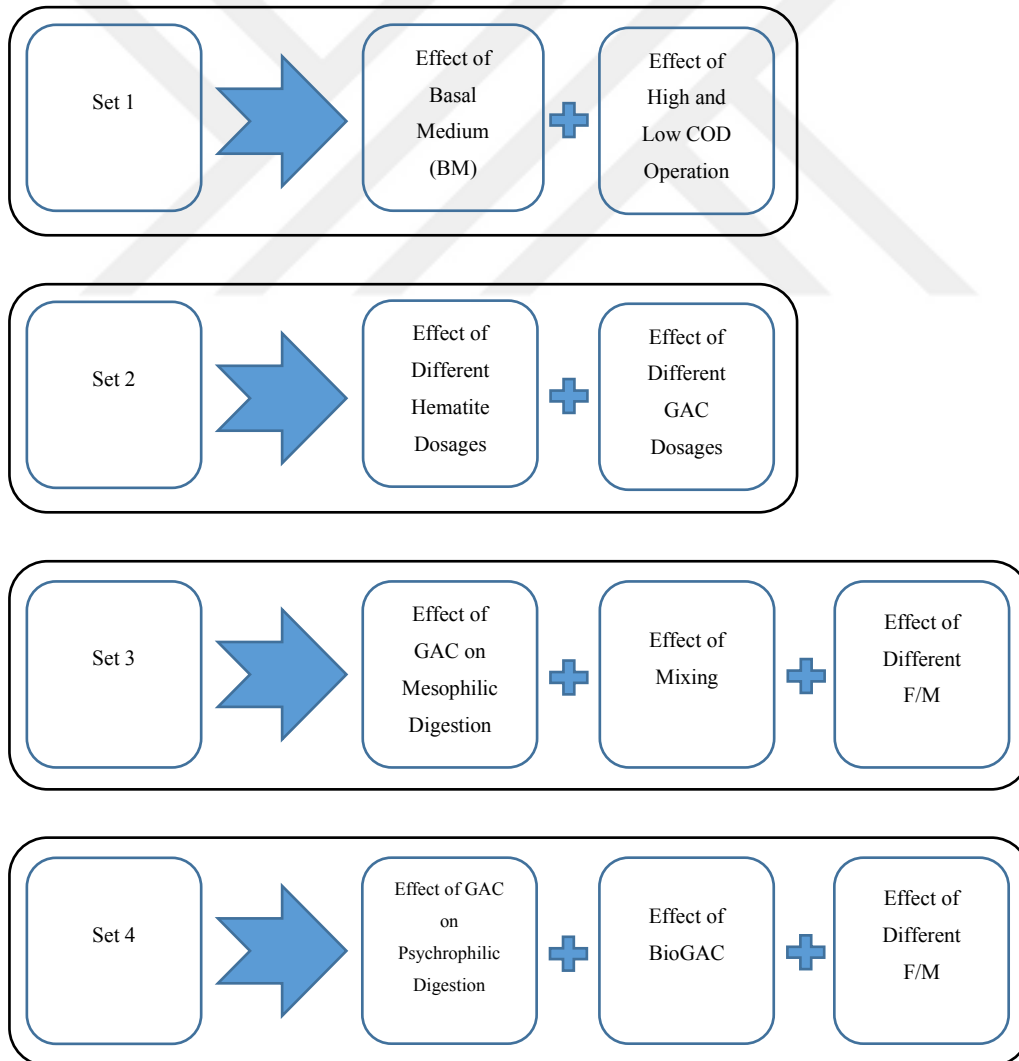 Set 1
Effect of
Basal
Medium
(BM)
Effect of
High and
Low COD
Operation
Set 2
Effect of
Different
Hematite
Dosages
Effect of
Different
GAC
Dosages
Set 3
Effect of
GAC on
Mesophilic
Digestion
Effect of
Mixing
Effect of
Different
F/M
Set 4
Effect of GAC
on
Psychrophilic
Digestion
Effect of
BioGAC
Effect of
Different
F/M